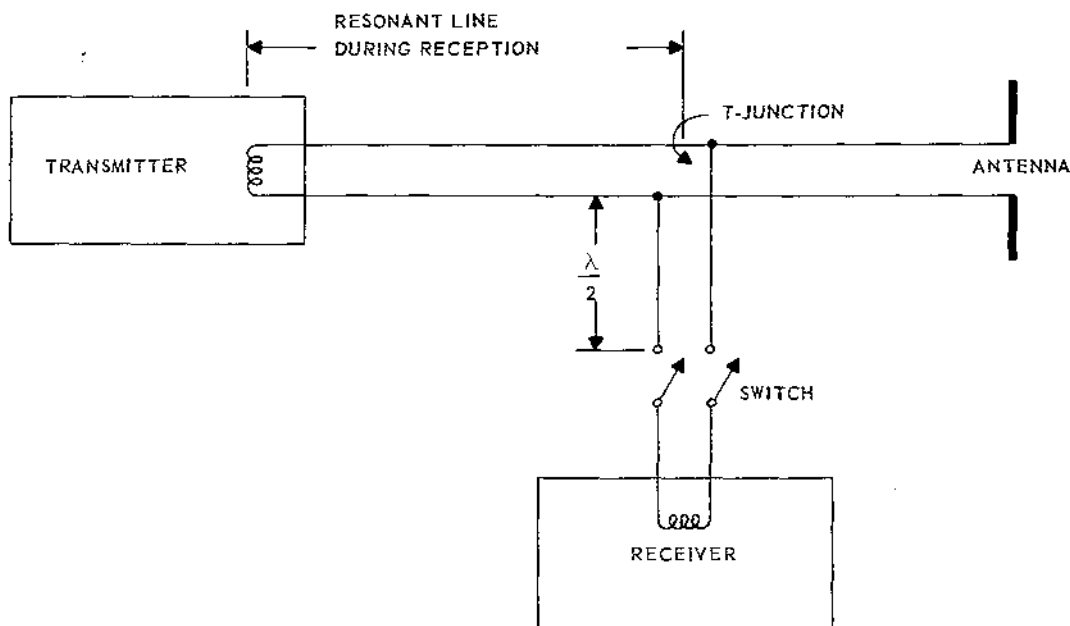 RESONANT LINE
DURING RECEPTION
T-JUNCTION
TRANSMITTER
ANTENNA
λ
2
SWITCH
RECEIVER